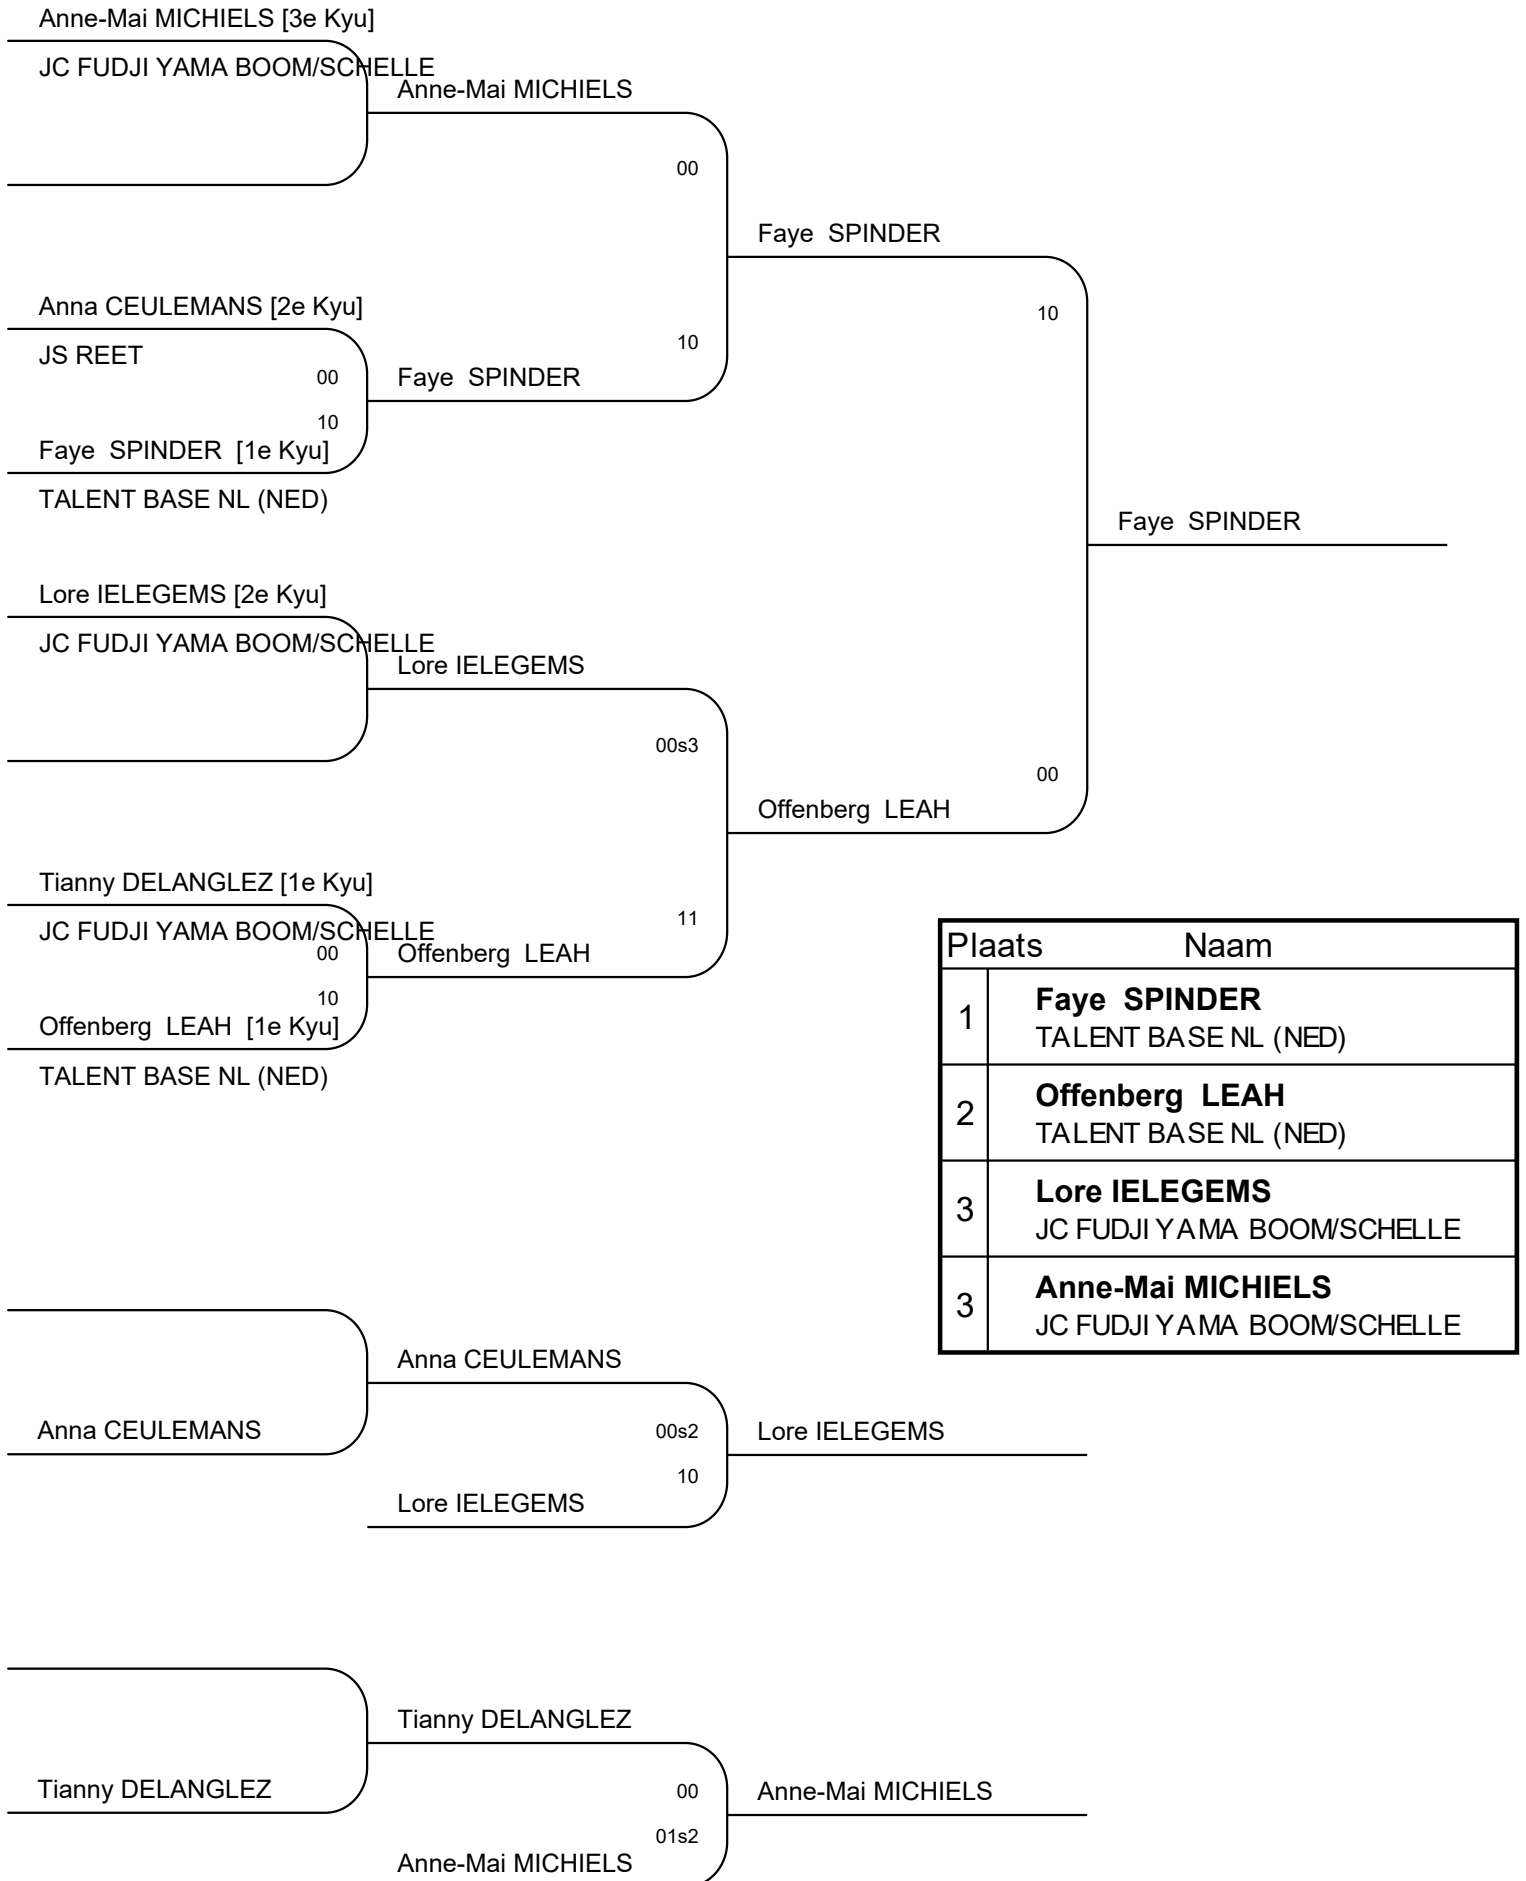 Anne-Mai MICHIELS [3e Kyu]
JC FUDJI YAMA BOOM/SCHELLE
Anne-Mai MICHIELS
00
Faye SPINDER
Anna CEULEMANS [2e Kyu]
10
JS REET
10
00
Faye SPINDER
10
Faye SPINDER [1e Kyu]
TALENT BASE NL (NED)
Faye SPINDER
Lore IELEGEMS [2e Kyu]
JC FUDJI YAMA BOOM/SCHELLE
Lore IELEGEMS
00s3
00
Offenberg LEAH
Tianny DELANGLEZ [1e Kyu]
11
JC FUDJI YAMA BOOM/SCHELLE
00
Offenberg LEAH
10
Offenberg LEAH [1e Kyu]
TALENT BASE NL (NED)
Plaats Naam
1 Faye SPINDER
TALENT BASE NL (NED)
2 Offenberg LEAH
TALENT BASE NL (NED)
3 Lore IELEGEMS
JC FUDJI YAMA BOOM/SCHELLE
3 Anne-Mai MICHIELS
JC FUDJI YAMA BOOM/SCHELLE
Anna CEULEMANS
Anna CEULEMANS
00s2
Lore IELEGEMS
10
Lore IELEGEMS
Tianny DELANGLEZ
Tianny DELANGLEZ
00
Anne-Mai MICHIELS
01s2
Anne-Mai MICHIELS